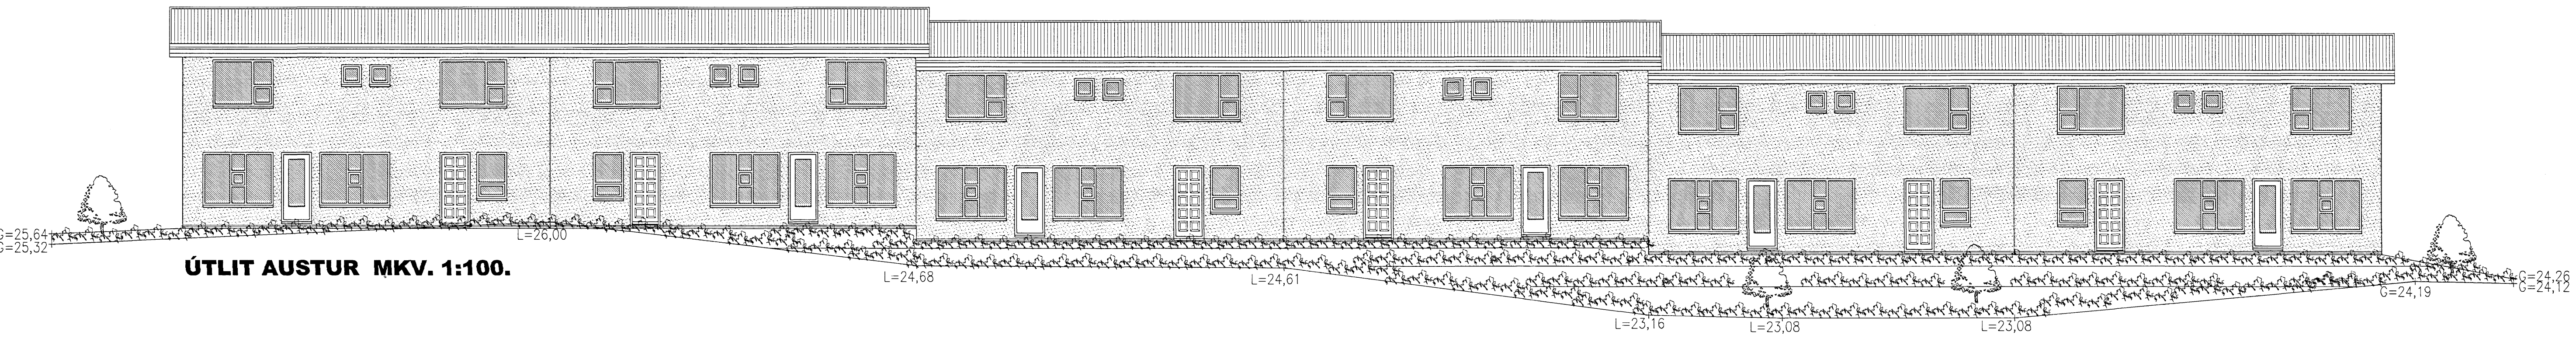 G=25,64
G=25,32
L=26,00
ÚTLIT AUSTUR MKV. 1:100.
L=24,68
L=24,61
L=23,16
L=23,08
L=23,08
G=24,19
G=24,26
G=24,12